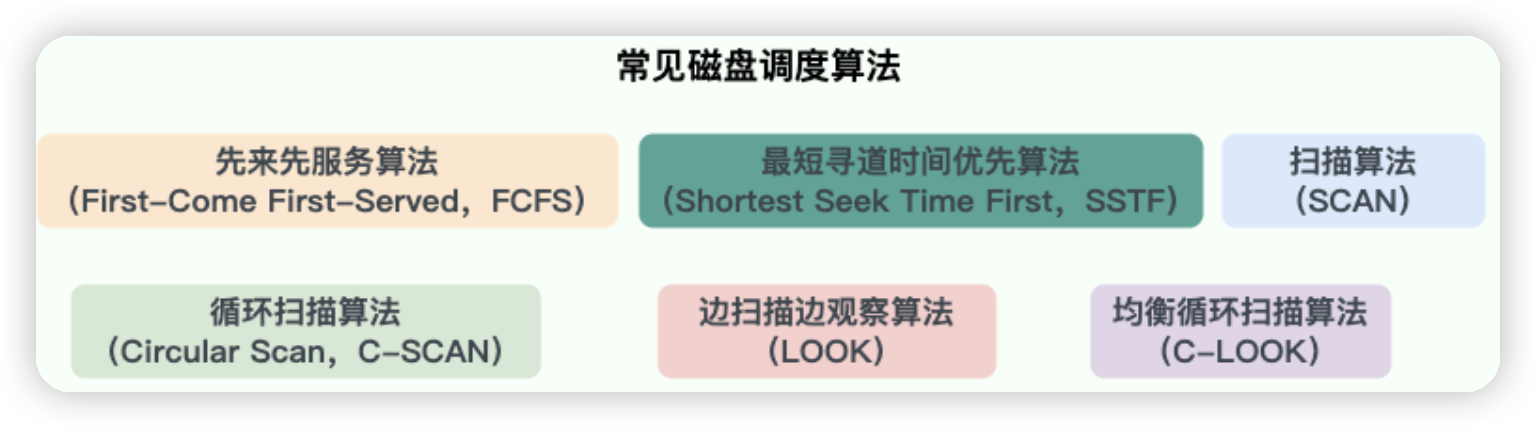 常见磁盘调度算法
先来先服务算法
（First-Come First-Served，FCFS）
最短寻道时间优先算法
（Shortest Seek Time First，SSTF）
扫描算法
（SCAN）
循环扫描算法
（Circular Scan，C-SCAN）
边扫描边观察算法
（LOOK）
均衡循环扫描算法
（C-LOOK）